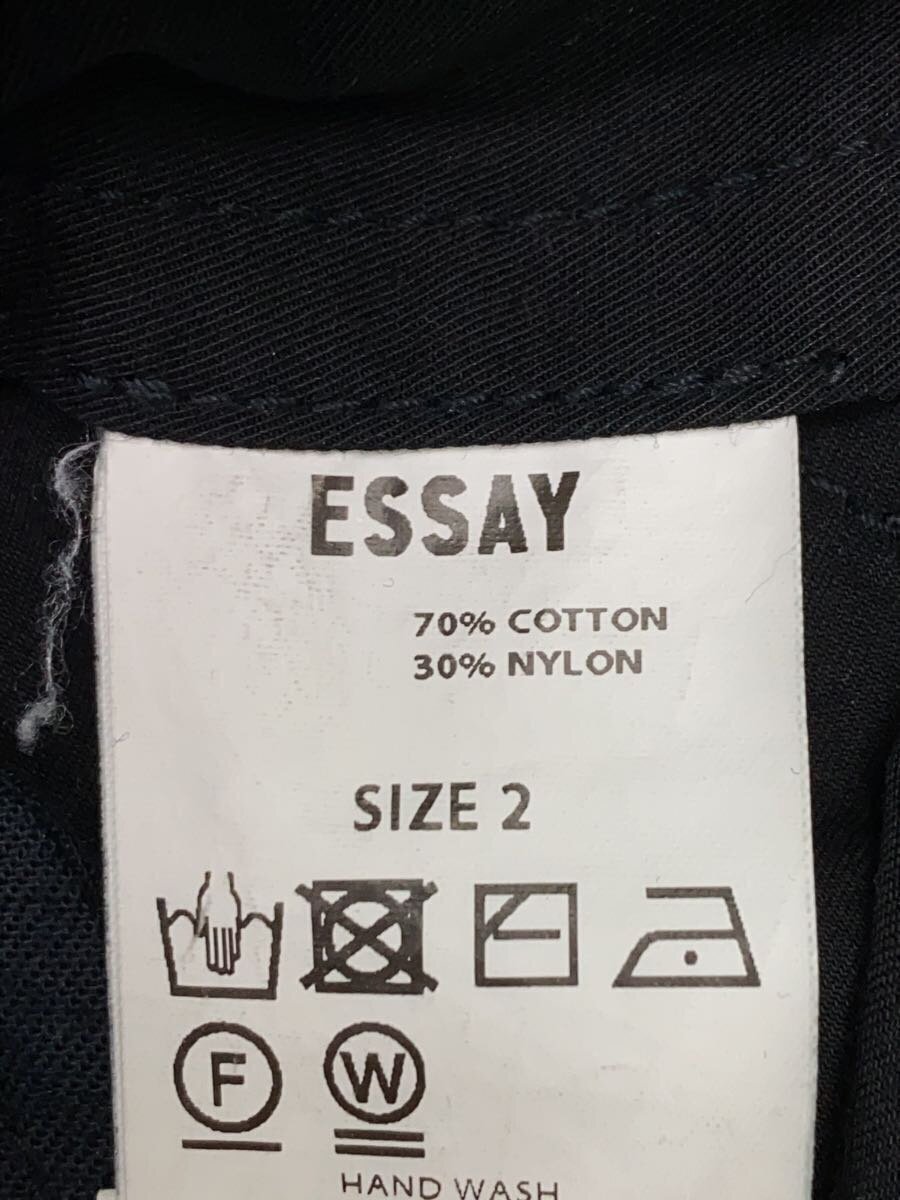 ESSAY
70% COTTON
30% NYLON
SIZE 2
F
W
HAND WASH